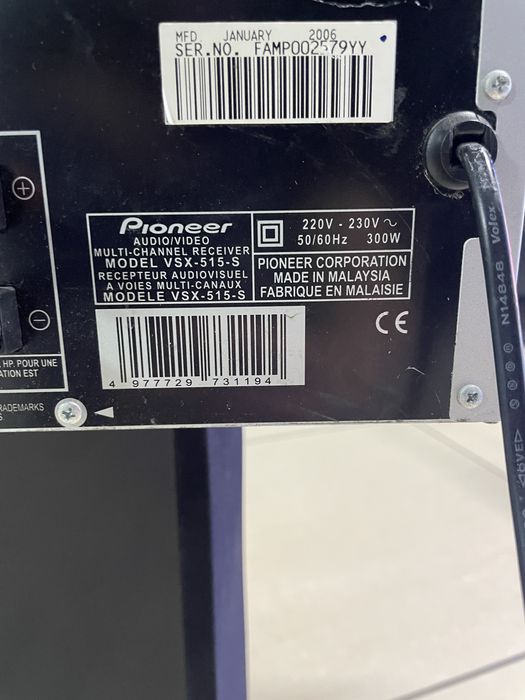 MFD JANUARY 2006
SER.NO. FAMP002579YY
Pioneer
AUDIO/VIDEO
MULTI-CHANNEL RECEIVER
MODEL VSX-515-S
RECEPTEUR AUDIOVISUEL
A VOIES MULTI-CANAUX
MODELE VSX-515-S
220V - 230V ~
50/60Hz 300W
PIONEER CORPORATION
MADE IN MALAYSIA
FABRIQUE EN MALAISIE
CE
4 977729 731194
HP. POUR UNE
ATION EST
RADEMARKS
S
Volex
N14848